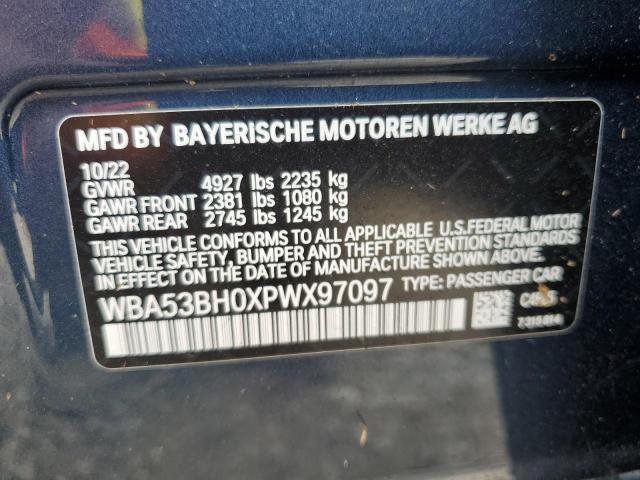 MFD BY BAYERISCHE MOTOREN WERKE AG
10/22
GVWR 4927 lbs 2235 kg
GAWR FRONT 2381 lbs 1080 kg
GAWR REAR 2745 lbs 1245 kg
THIS VEHICLE CONFORMS TO ALL APPLICABLE U.S.FEDERAL MOTOR
VEHICLE SAFETY, BUMPER AND THEFT PREVENTION STANDARDS
IN EFFECT ON THE DATE OF MANUFACTURE SHOWN ABOVE.
WBA53BH0XPWX97097 TYPE: PASSENGER CAR